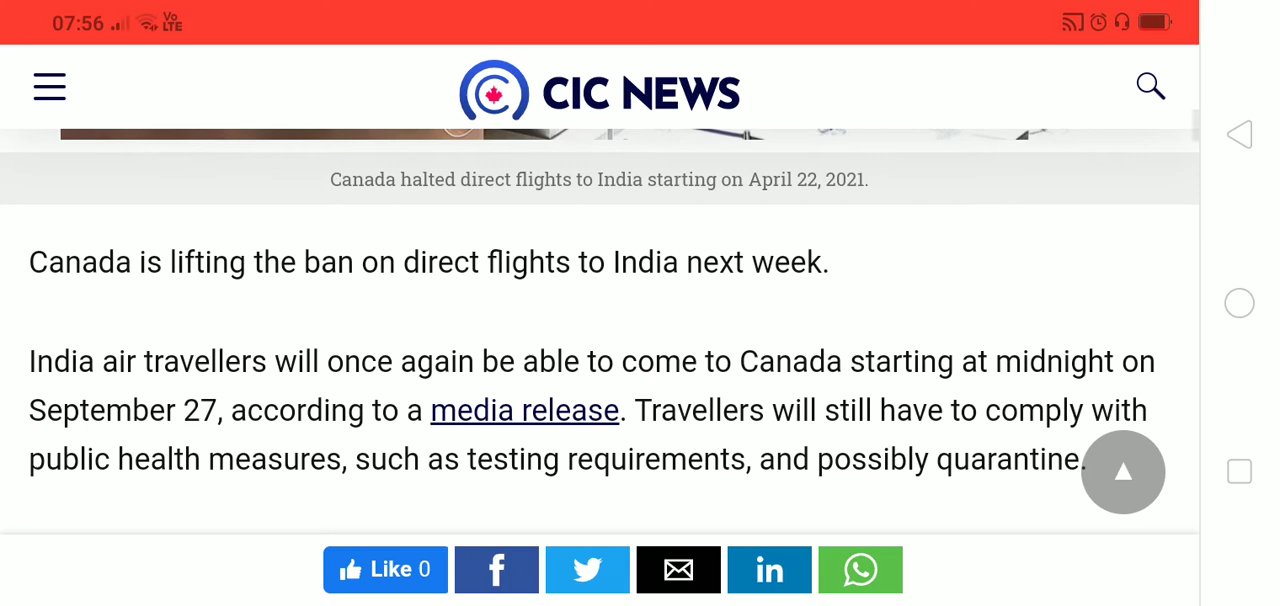 07:56 Vo LTE
CIC NEWS
Canada halted direct flights to India starting on April 22, 2021.
Canada is lifting the ban on direct flights to India next week.
India air travellers will once again be able to come to Canada starting at midnight on
September 27, according to a media release. Travellers will still have to comply with
public health measures, such as testing requirements, and possibly quarantine.
Like 0